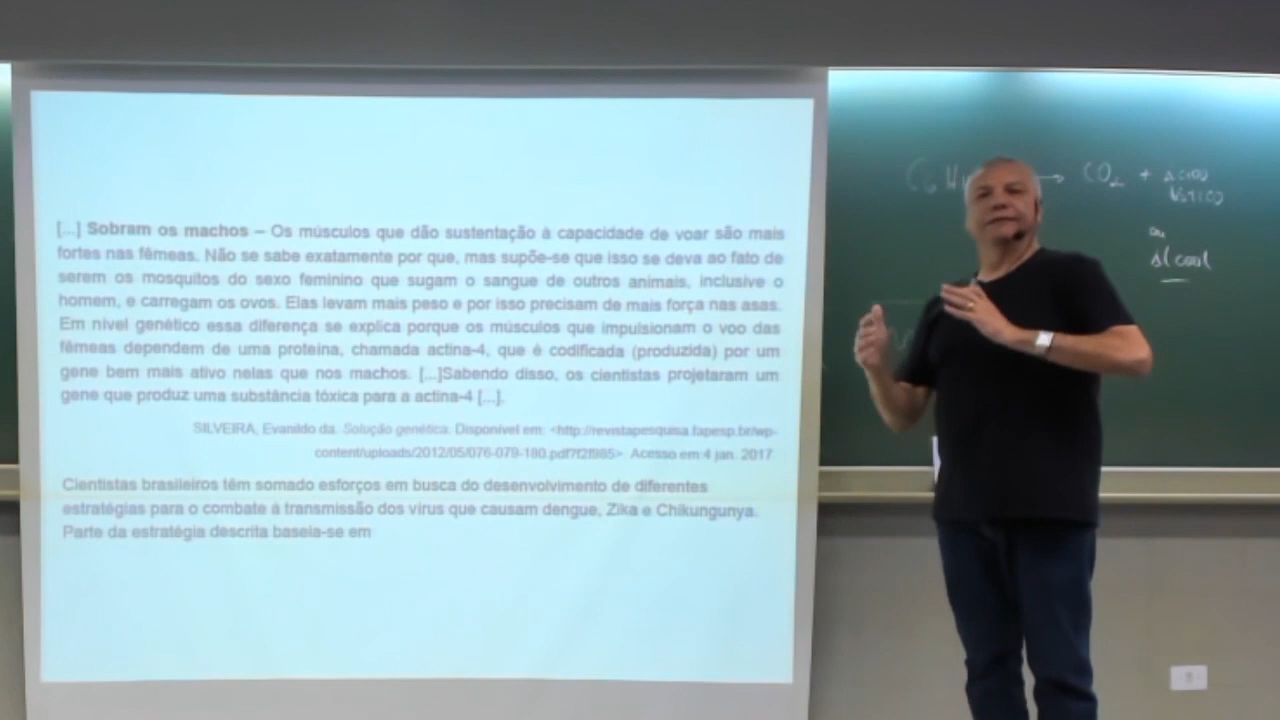 [...] Sobram os machos – Os músculos que dão sustentação à capacidade de voar são mais
fortes nas fêmeas. Não se sabe exatamente por que, mas supõe-se que isso se deva ao fato de
serem os mosquitos do sexo feminino que sugam o sangue de outros animais, inclusive o
homem, e carregam os ovos. Elas levam mais peso e por isso precisam de mais força nas asas.
Em nível genético essa diferença se explica porque os músculos que impulsionam o voo das
fêmeas dependem de uma proteína, chamada actina-4, que é codificada (produzida) por um
gene bem mais ativo nelas que nos machos. [...]Sabendo disso, os cientistas projetaram um
gene que produz uma substância tóxica para a actina-4 [...].
SILVEIRA, Evanildo da. Solução genética. Disponível em: <http://revistapesquisa.fapesp.br/wp-
content/uploads/2012/05/076-079-180.pdf?f2f985>. Acesso em:4 jan. 2017
Cientistas brasileiros têm somado esforços em busca do desenvolvimento de diferentes
estratégias para o combate à transmissão dos vírus que causam dengue, Zika e Chikungunya.
Parte da estratégia descrita baseia-se em
C6 H → CO2 + ácido
lático
ou
álcool